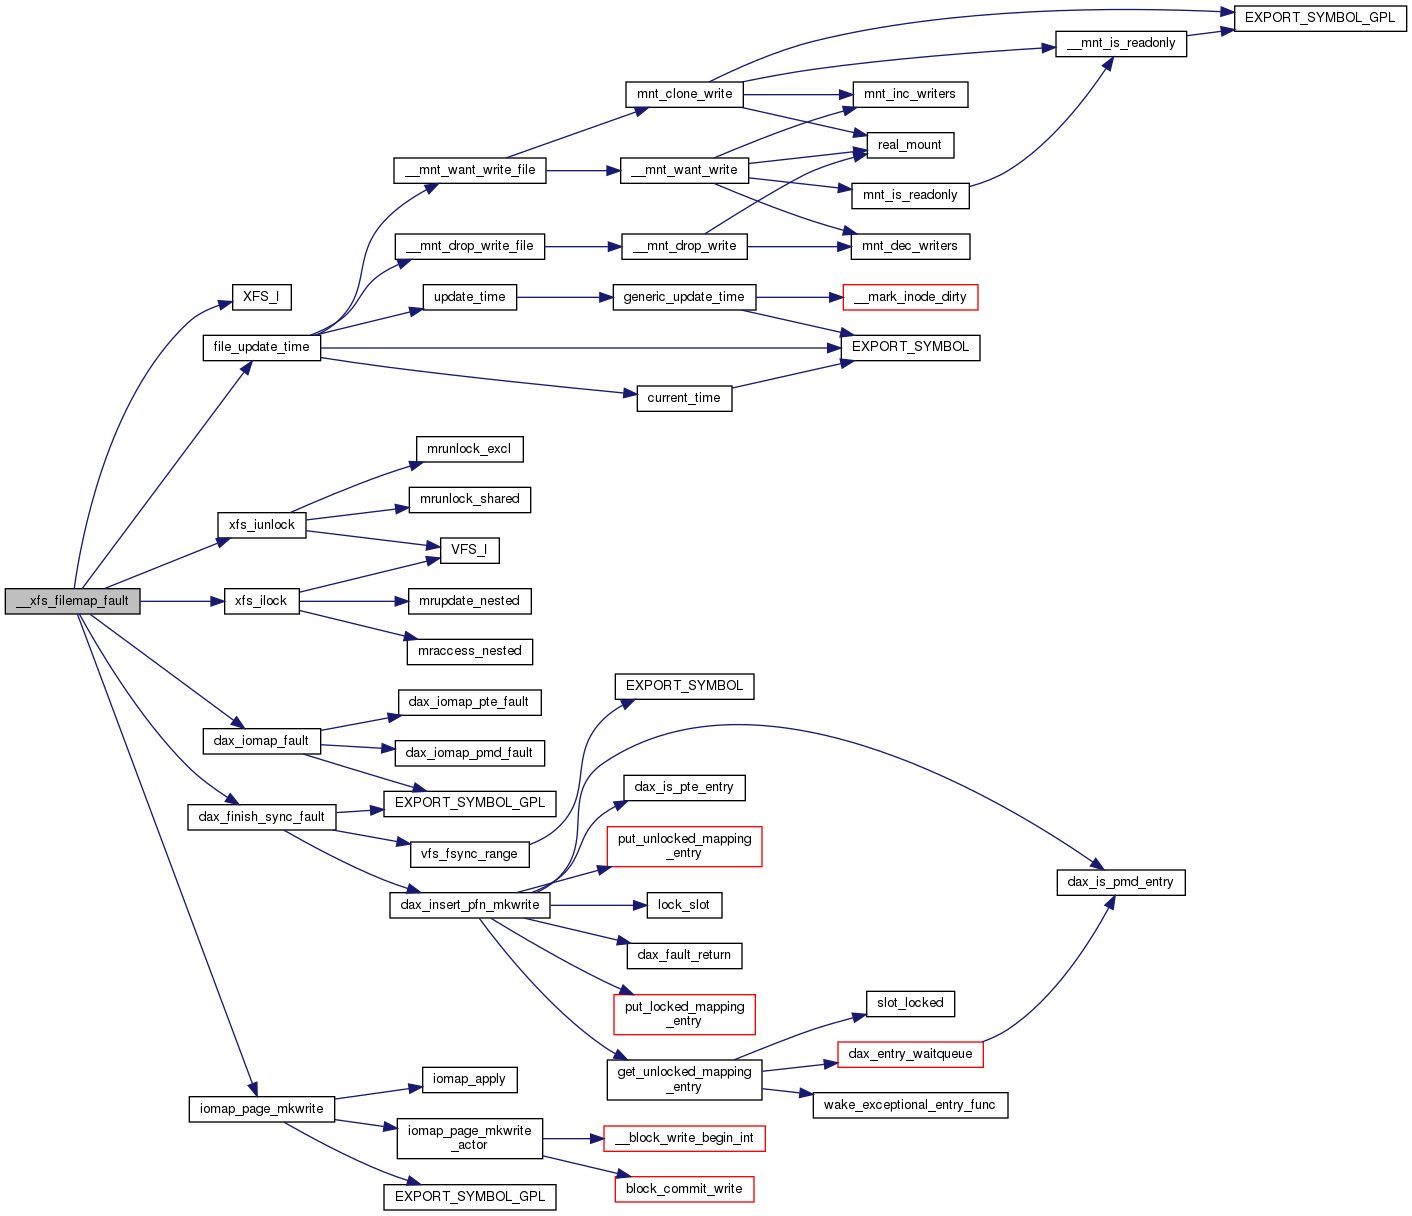 EXPORT_SYMBOL_GPL
__mnt_is_readonly
mnt_clone_write
mnt_inc_writers
real_mount
__mnt_want_write_file
__mnt_want_write
mnt_is_readonly
__mnt_drop_write_file
__mnt_drop_write
mnt_dec_writers
XFS_I
update_time
generic_update_time
__mark_inode_dirty
file_update_time
EXPORT_SYMBOL
current_time
mrunlock_excl
mrunlock_shared
xfs_iunlock
VFS_I
__xfs_filemap_fault
xfs_ilock
mrupdate_nested
mraccess_nested
EXPORT_SYMBOL
dax_iomap_pte_fault
dax_iomap_fault
dax_iomap_pmd_fault
EXPORT_SYMBOL_GPL
dax_is_pte_entry
dax_finish_sync_fault
vfs_fsync_range
put_unlocked_mapping
_entry
dax_is_pmd_entry
dax_insert_pfn_mkwrite
lock_slot
dax_fault_return
put_locked_mapping
_entry
slot_locked
dax_entry_waitqueue
get_unlocked_mapping
_entry
wake_exceptional_entry_func
iomap_apply
iomap_page_mkwrite
iomap_page_mkwrite
_actor
__block_write_begin_int
block_commit_write
EXPORT_SYMBOL_GPL